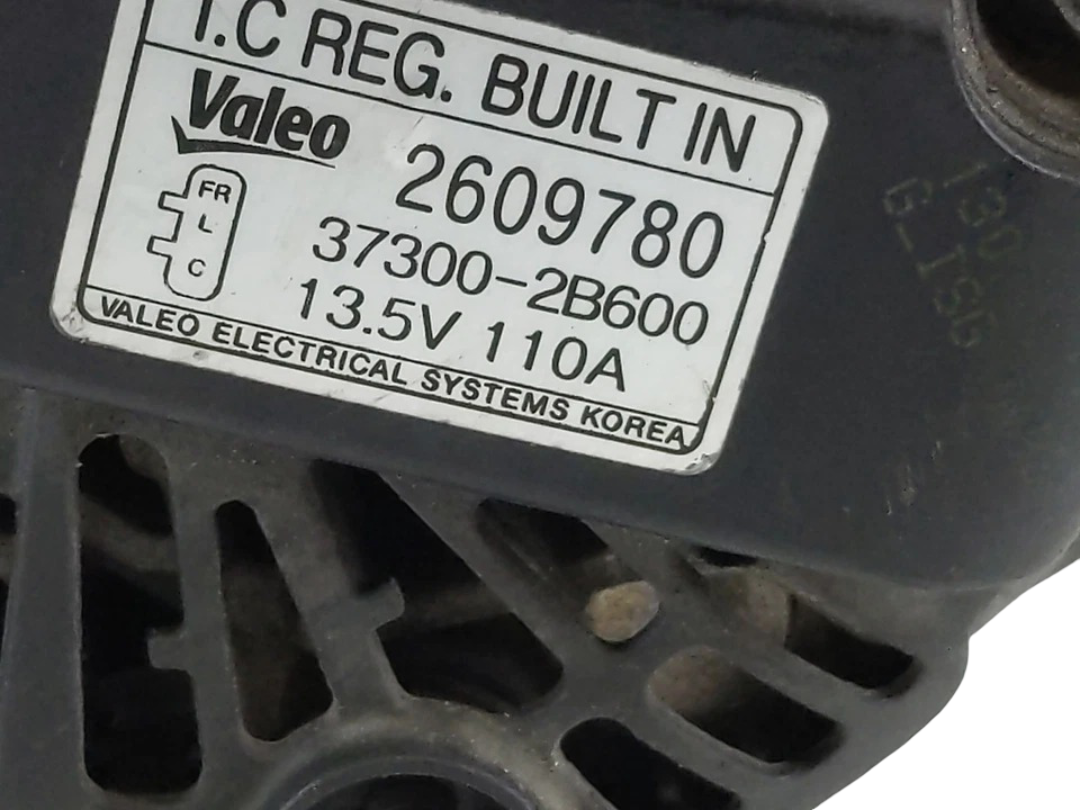 I.C REG. BUILT IN
Valeo
2609780
FR
L
C
37300-2B600
13.5V 110A
VALEO ELECTRICAL SYSTEMS KOREA